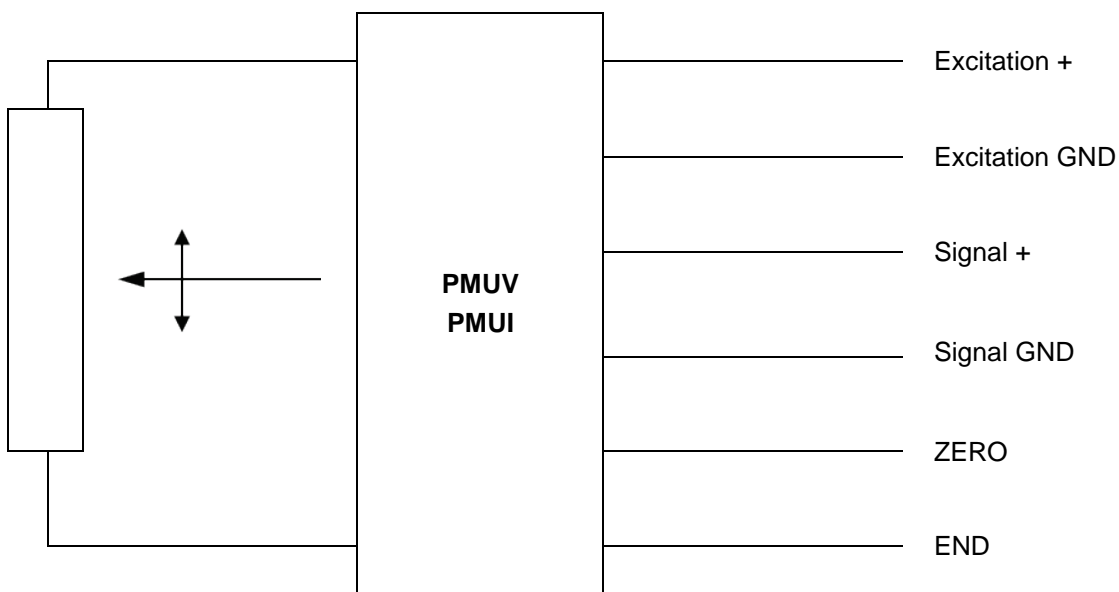 Excitation +
Excitation GND
Signal +
PMUV
PMUI
Signal GND
ZERO
END